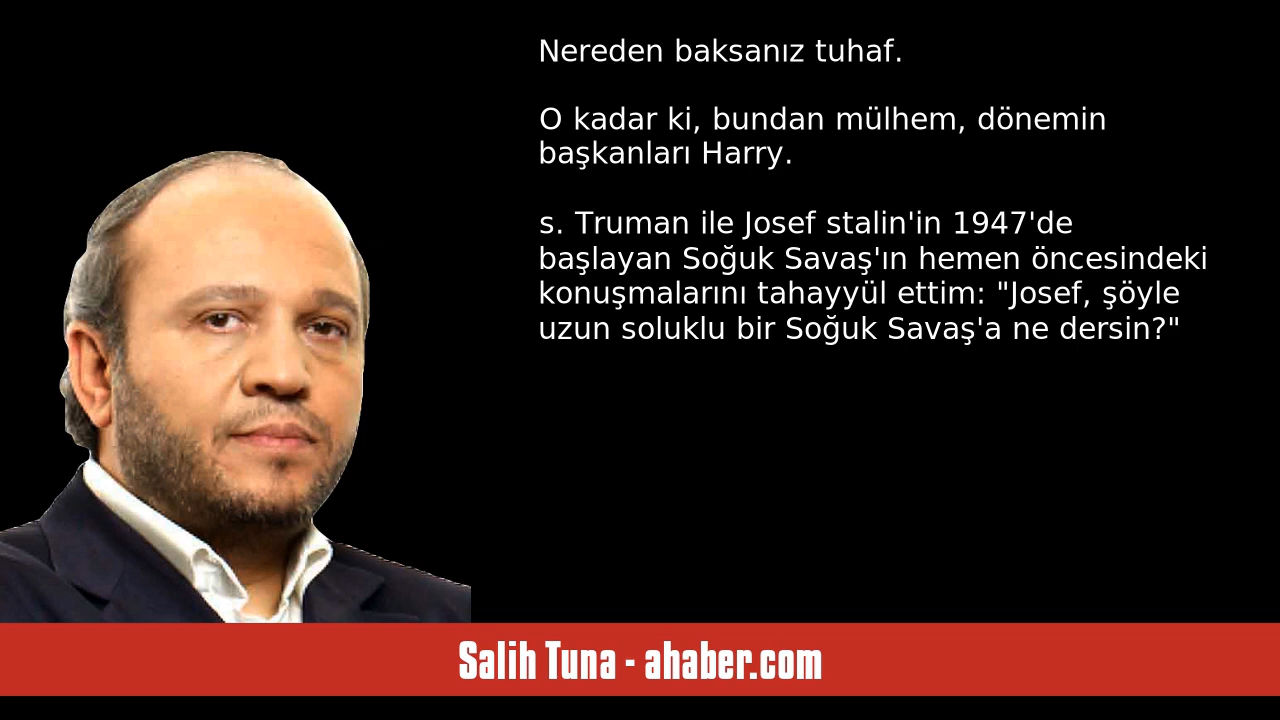 Nereden baksanız tuhaf.
O kadar ki, bundan mülhem, dönemin
başkanları Harry.
s. Truman ile Josef stalin'in 1947'de
başlayan Soğuk Savaş'ın hemen öncesindeki
konuşmalarını tahayyül ettim: "Josef, şöyle
uzun soluklu bir Soğuk Savaş'a ne dersin?"
Salih Tuna - ahaber.com